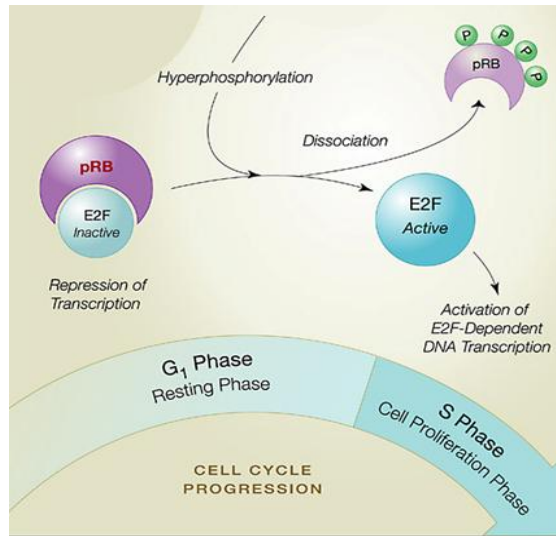 Hyperphosphorylation
P
P
P
P
pRB
Dissociation
pRB
E2F
Inactive
E2F
Active
Repression of
Transcription
Activation of
E2F-Dependent
DNA Transcription
G1 Phase
Resting Phase
S Phase
Cell Proliferation Phase
CELL CYCLE
PROGRESSION